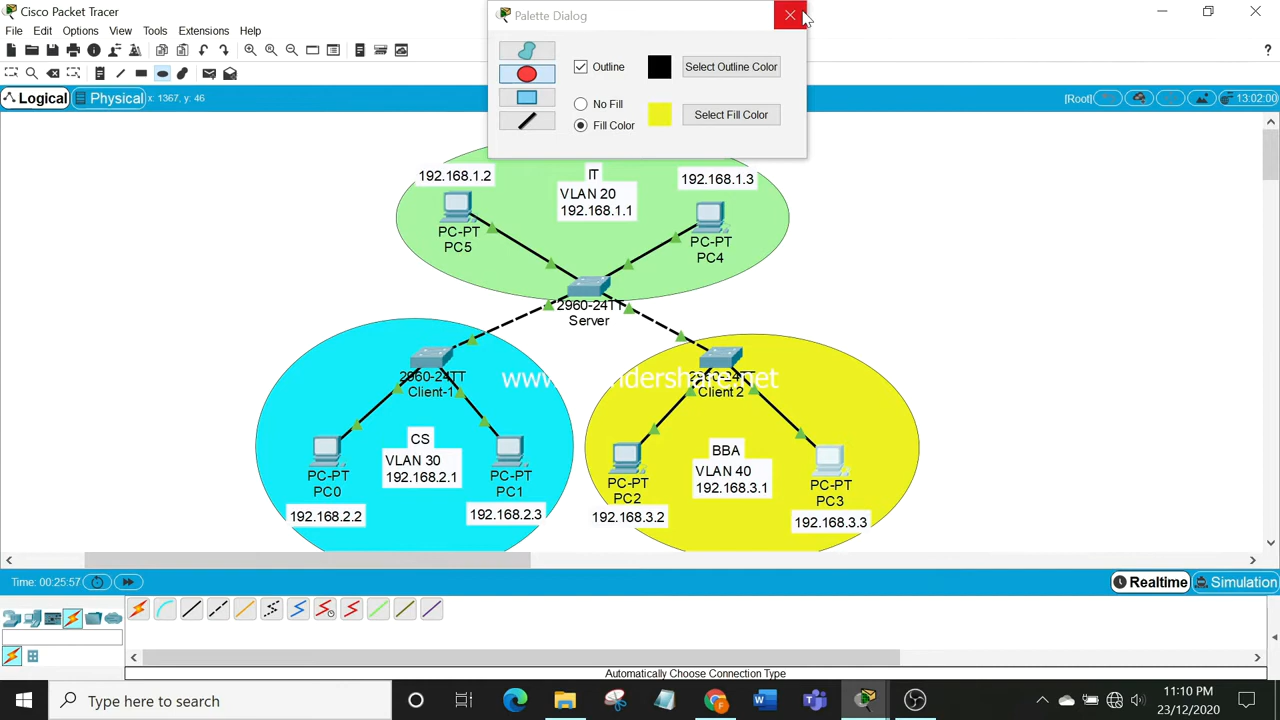 Cisco Packet Tracer
Palette Dialog
File Edit Options View Tools Extensions Help
Outline
Select Outline Color
No Fill
Fill Color
Select Fill Color
?
Logical
Physical
x: 1367, y: 46
[Root]
13:02:00
192.168.1.2
IT
VLAN 20
192.168.1.1
192.168.1.3
PC-PT
PC5
PC-PT
PC4
2960-24TT
Server
2960-24TT
Client-1
Client 2
CS
VLAN 30
192.168.2.1
PC-PT
PC0
PC-PT
PC1
192.168.2.2
192.168.2.3
BBA
VLAN 40
192.168.3.1
PC-PT
PC2
PC-PT
PC3
192.168.3.2
192.168.3.3
Time: 00:25:57
Realtime
Simulation
Automatically Choose Connection Type
Type here to search
11:10 PM
23/12/2020